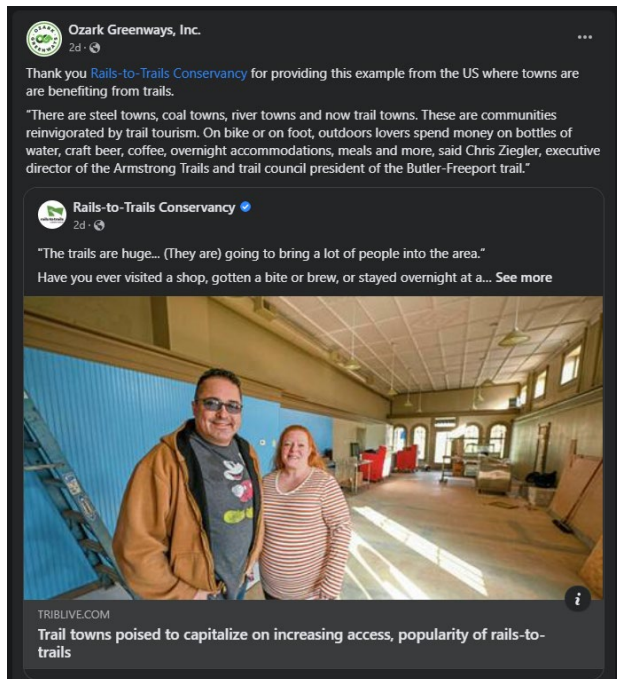 Ozark Greenways, Inc.
2d ·
Thank you Rails-to-Trails Conservancy for providing this example from the US where towns are
are benefiting from trails.
“There are steel towns, coal towns, river towns and now trail towns. These are communities
reinvigorated by trail tourism. On bike or on foot, outdoors lovers spend money on bottles of
water, craft beer, coffee, overnight accommodations, meals and more, said Chris Ziegler, executive
director of the Armstrong Trails and trail council president of the Butler-Freeport trail.”
Rails-to-Trails Conservancy
2d ·
"The trails are huge... (They are) going to bring a lot of people into the area.”
Have you ever visited a shop, gotten a bite or brew, or stayed overnight at a... See more
TRIBLIVE.COM
Trail towns poised to capitalize on increasing access, popularity of rails-to-
trails